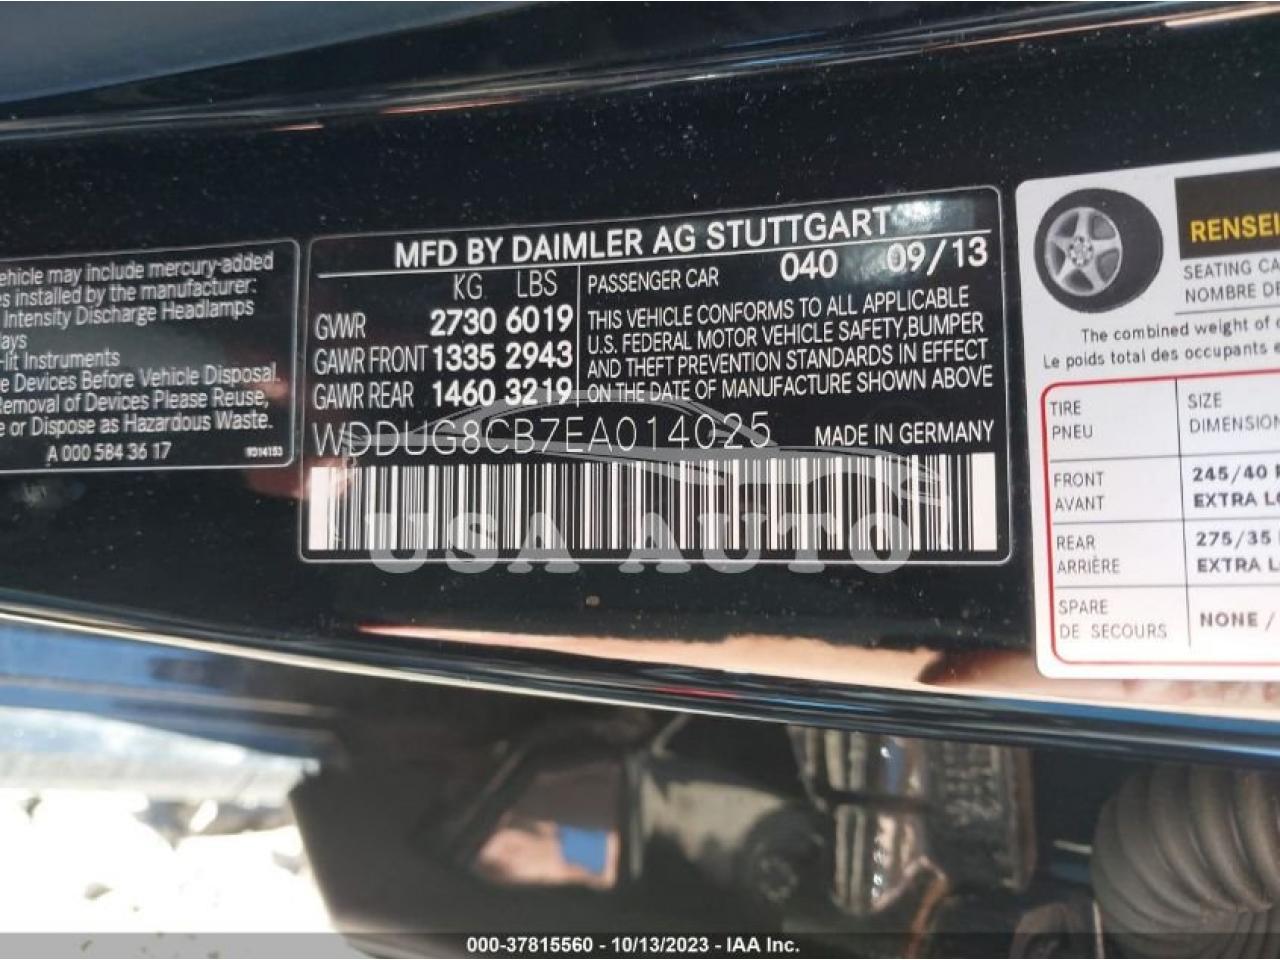 ehicle may include mercury-added
es installed by the manufacturer:
Intensity Discharge Headlamps
lays
-lit Instruments
e Devices Before Vehicle Disposal.
Removal of Devices Please Reuse,
e or Dispose as Hazardous Waste.
A 000 584 36 17
MFD BY DAIMLER AG STUTTGART
KG LBS
GVWR 2730 6019
GAWR FRONT 1335 2943
GAWR REAR 1460 3219
PASSENGER CAR 040 09/13
THIS VEHICLE CONFORMS TO ALL APPLICABLE
U.S. FEDERAL MOTOR VEHICLE SAFETY,BUMPER
AND THEFT PREVENTION STANDARDS IN EFFECT
ON THE DATE OF MANUFACTURE SHOWN ABOVE
WDDUG8CB7EA014025 MADE IN GERMANY
USA AUTO
RENSEI
SEATING CA
NOMBRE DE
The combined weight of
Le poids total des occupants e
TIRE
PNEU
SIZE
DIMENSION
FRONT
AVANT
245/40
EXTRA LO
REAR
ARRIÈRE
275/35
EXTRA L
SPARE
DE SECOURS
NONE /
000-37815560 - 10/13/2023 - IAA Inc.